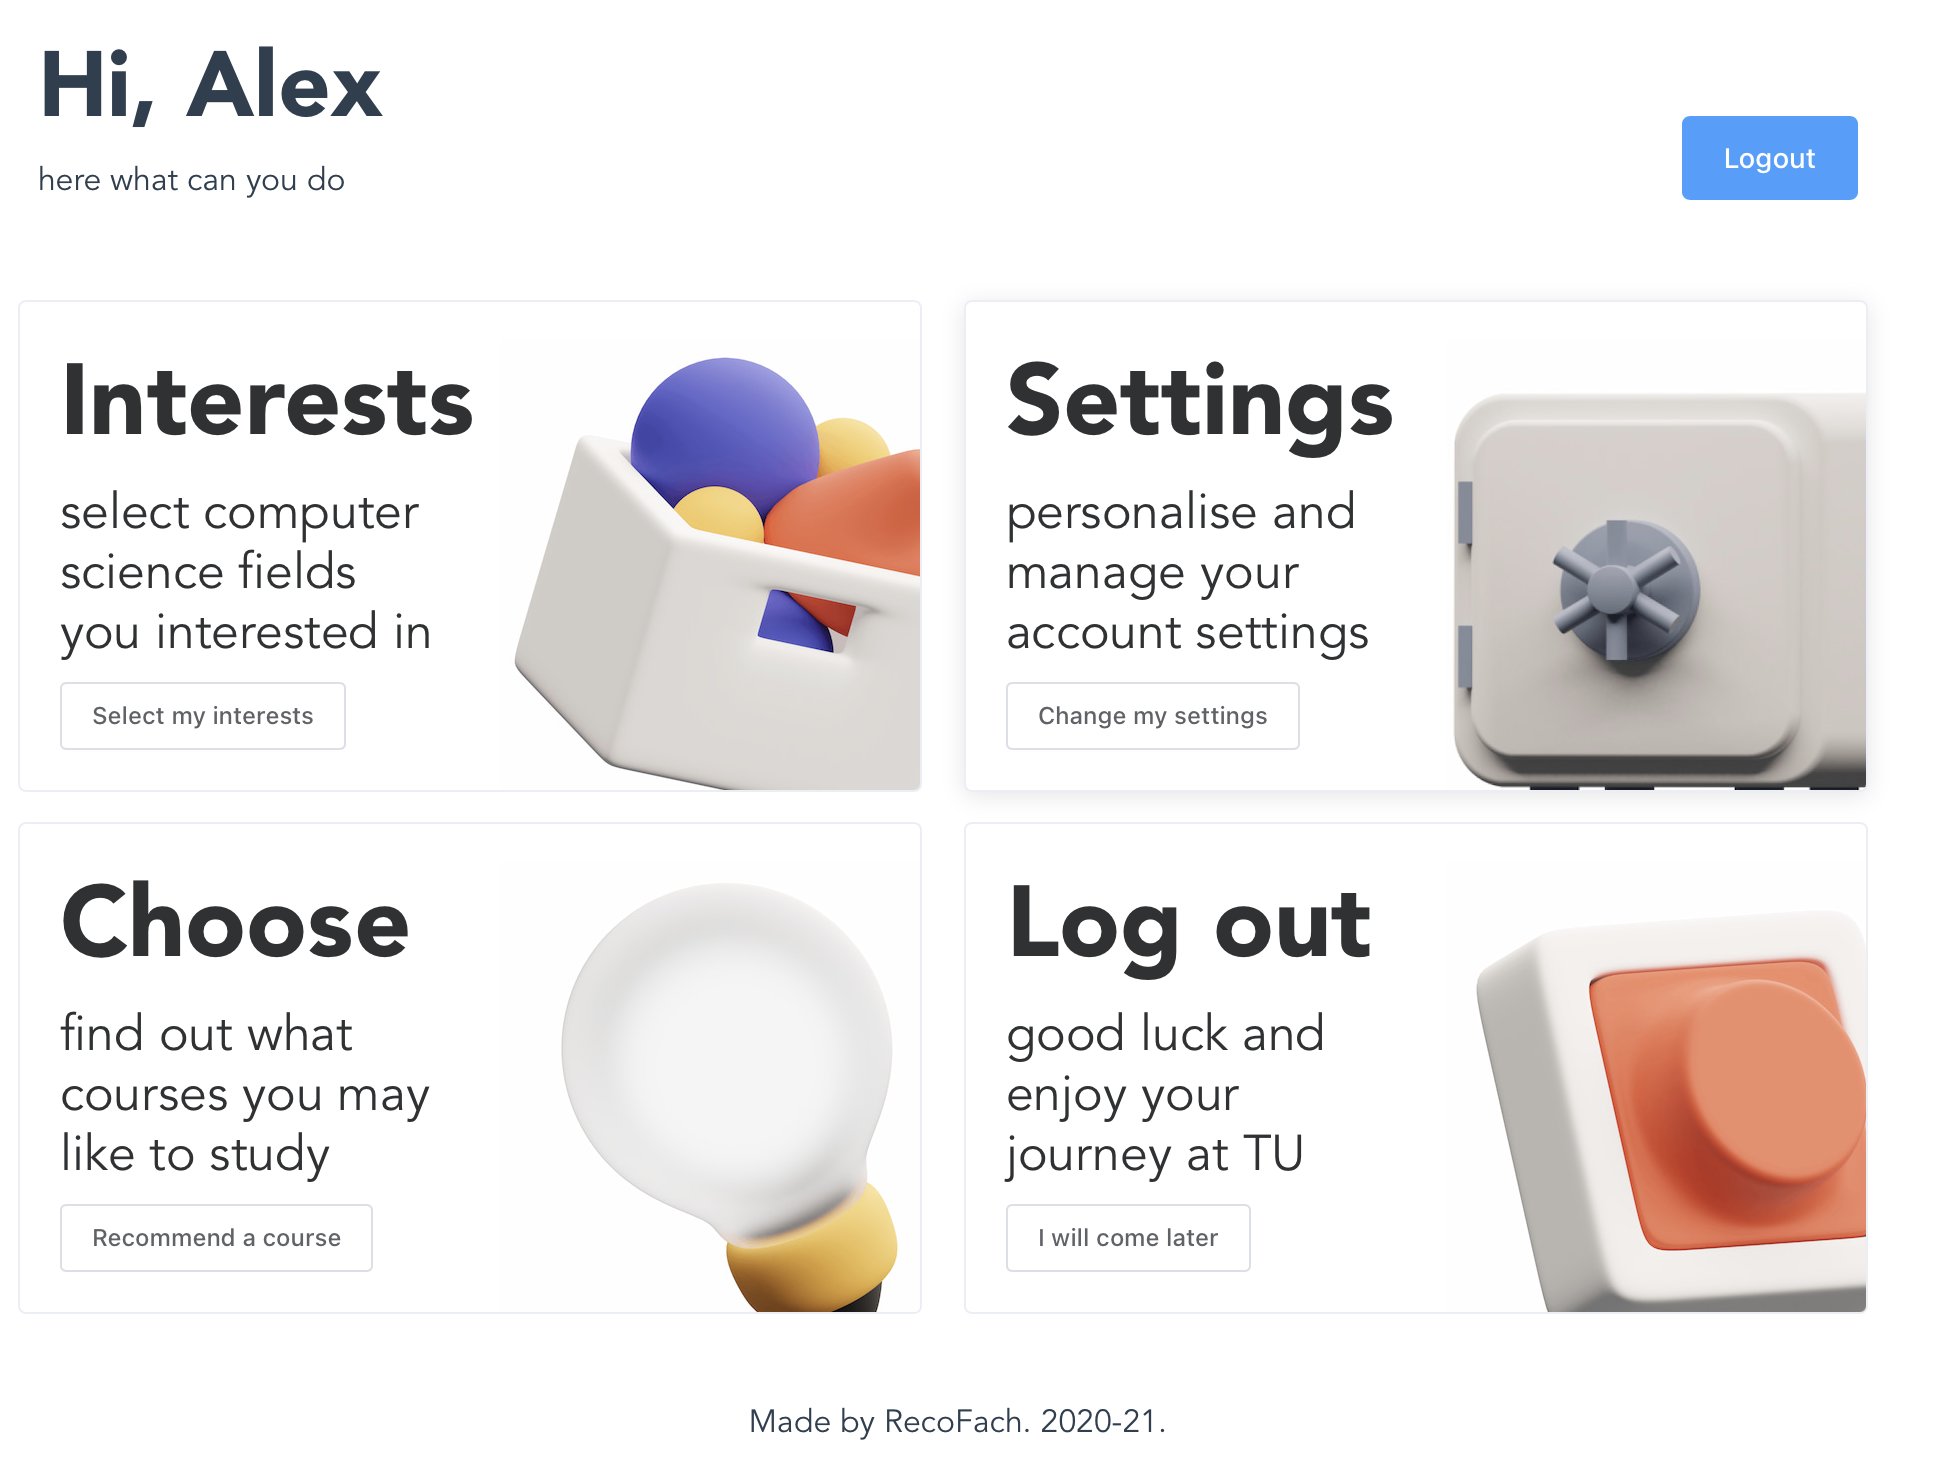 Hi, Alex
here what can you do
Logout
Interests
select computer
science fields
you interested in
Select my interests
Settings
personalise and
manage your
account settings
Change my settings
Choose
find out what
courses you may
like to study
Recommend a course
Log out
good luck and
enjoy your
journey at TU
I will come later
Made by RecoFach. 2020-21.